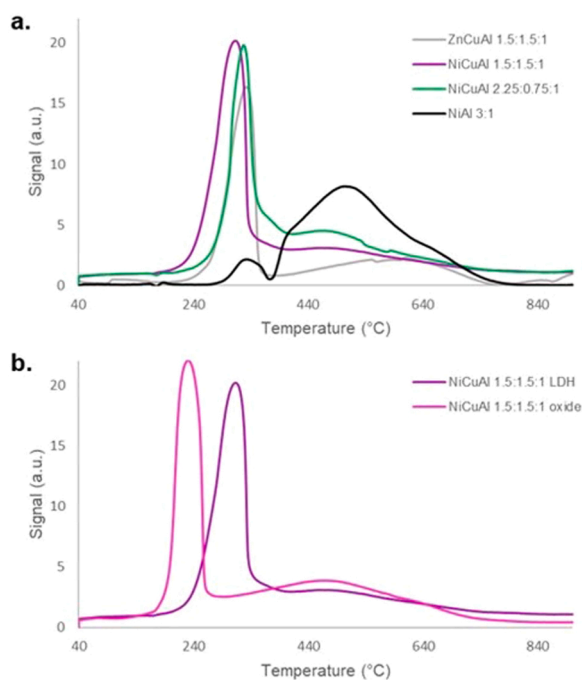 a.
20
15
10
5
0
Signal (a.u.)
ZnCuAl 1.5:1.5:1
NiCuAl 1.5:1.5:1
NiCuAl 2.25:0.75:1
NiAl 3:1
40 240 440 640 840
Temperature (°C)
b.
20
15
10
5
0
Signal (a.u.)
NiCuAl 1.5:1.5:1 LDH
NiCuAl 1.5:1.5:1 oxide
40 240 440 640 840
Temperature (°C)